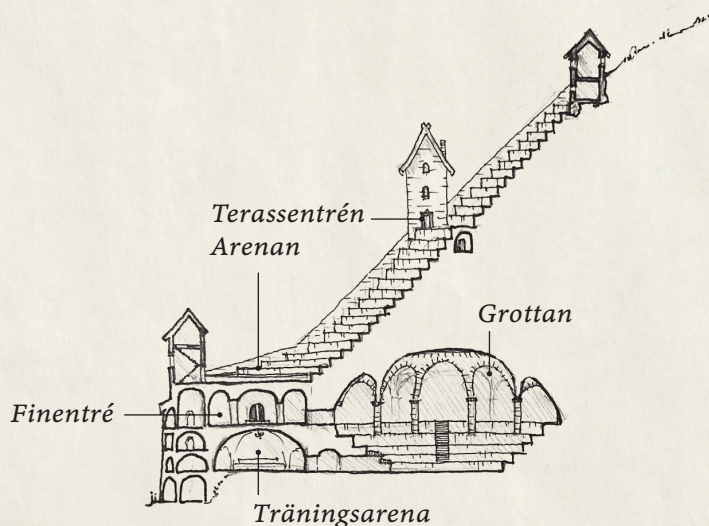 Terassentrén
Arenan
Grottan
Finentré
Träningsarena